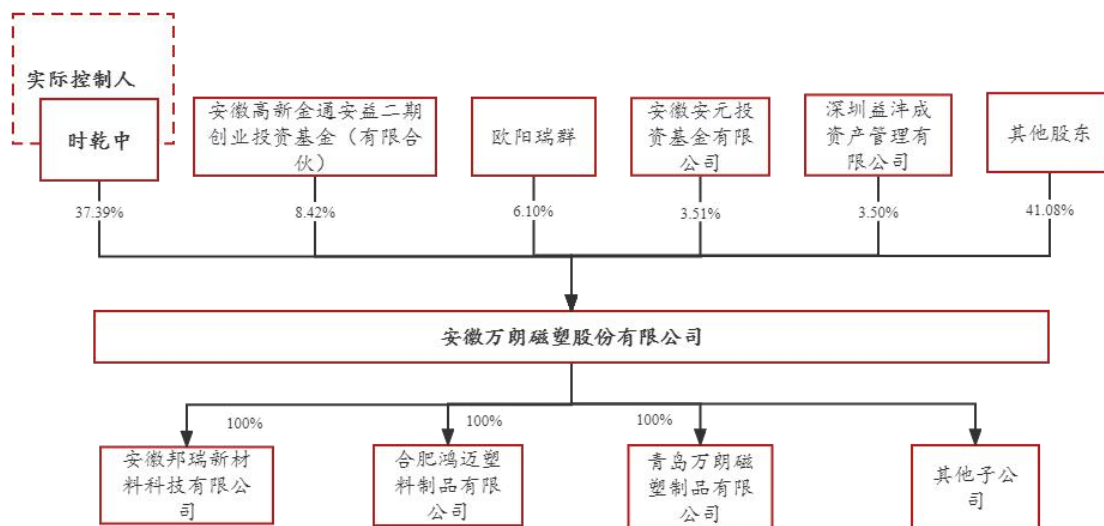 实际控制人
时乾中
安徽高新金通安益二期
创业投资基金（有限合
伙）
欧阳瑞群
安徽安元投
资基金有限
公司
深圳益沣成
资产管理有
限公司
其他股东
37.39%
8.42%
6.10%
3.51%
3.50%
41.08%
安徽万朗磁塑股份有限公司
100%
100%
100%
安徽邦瑞新材
料科技有限公
司
合肥鸿迈塑
料制品有限
公司
青岛万朗磁
塑制品有限
公司
其他子公
司